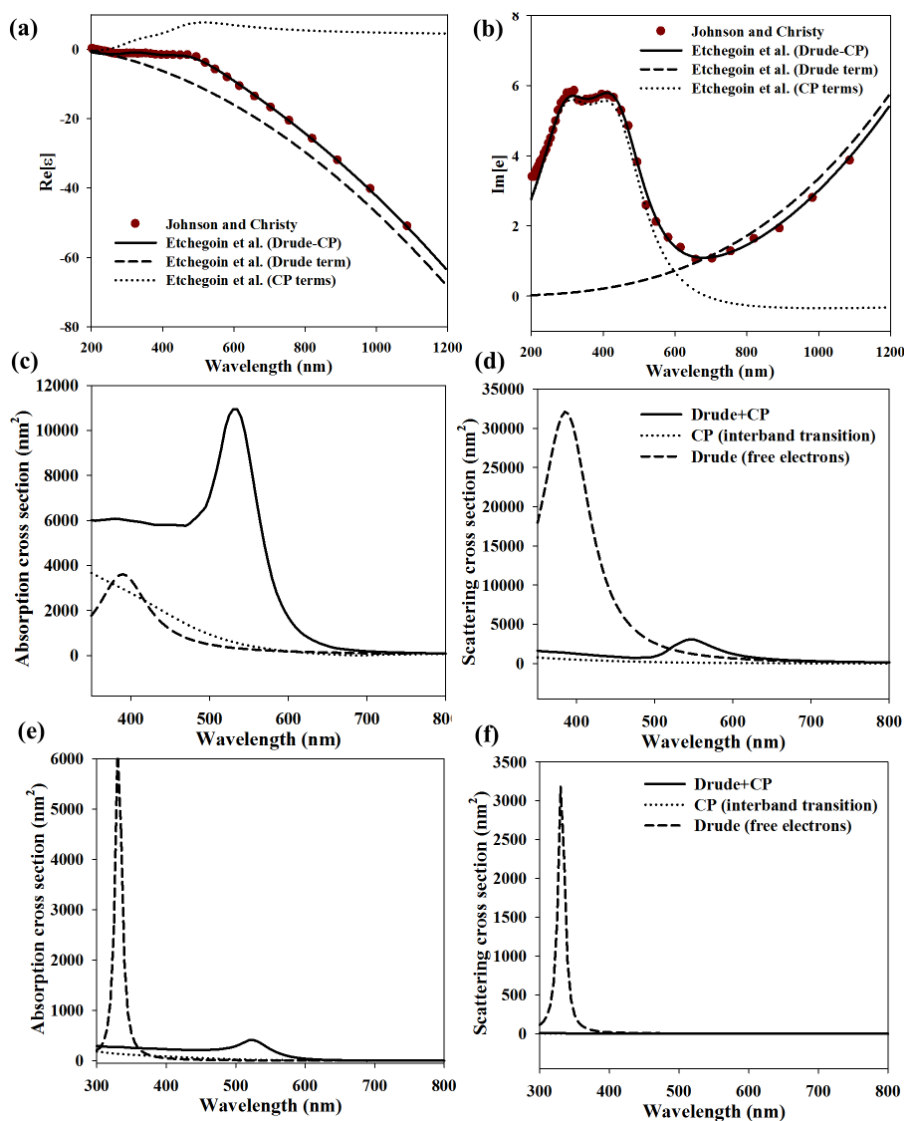 (a)
0
-20
-40
-60
-80
Re|ε|
Johnson and Christy
Etchegoin et al. (Drude-CP)
Etchegoin et al. (Drude term)
Etchegoin et al. (CP terms)
200 400 600 800 1000 1200
Wavelength (nm)
(b)
8
6
4
2
0
Im|e|
Johnson and Christy
Etchegoin et al. (Drude-CP)
Etchegoin et al. (Drude term)
Etchegoin et al. (CP terms)
200 400 600 800 1000 1200
Wavelength (nm)
(c)
12000
10000
8000
6000
4000
2000
0
Absorption cross section (nm²)
400 500 600 700 800
Wavelength (nm)
(d)
35000
30000
25000
20000
15000
10000
5000
0
Scattering cross section (nm²)
Drude+CP
CP (interband transition)
Drude (free electrons)
400 500 600 700 800
Wavelength (nm)
(e)
6000
5000
4000
3000
2000
1000
0
Absorption cross section (nm²)
300 400 500 600 700 800
Wavelength (nm)
(f)
3500
3000
2500
2000
1500
1000
500
0
Scattering cross section (nm²)
Drude+CP
CP (interband transition)
Drude (free electrons)
300 400 500 600 700 800
Wavelength (nm)